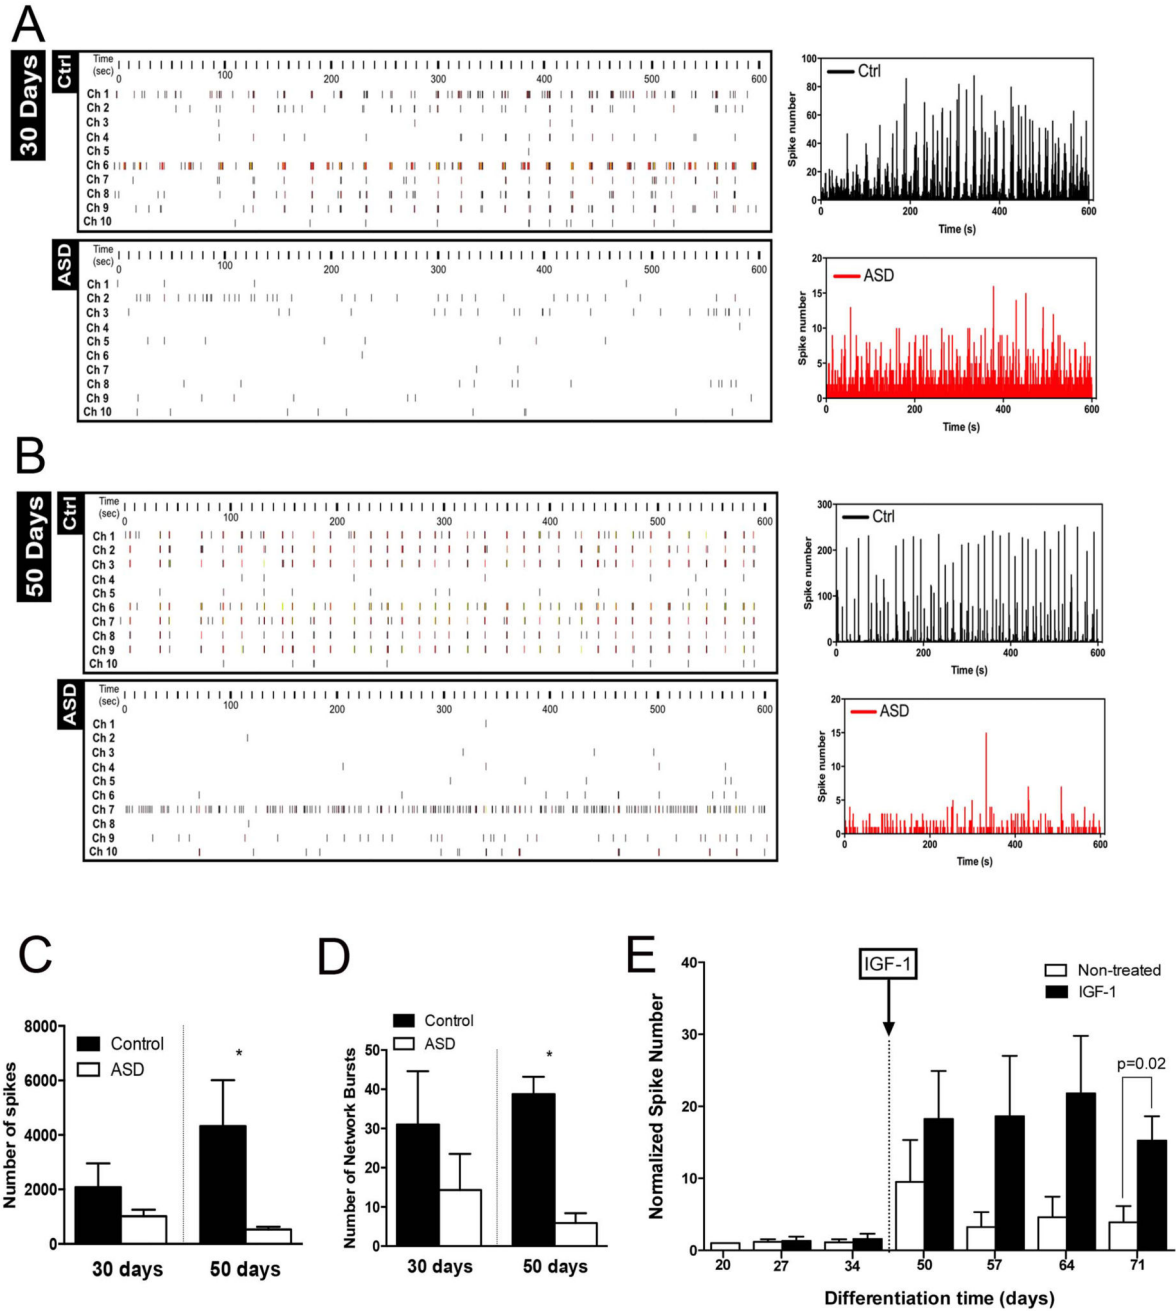 A
30 Days
Ctrl
Time
(sec)
0 100 200 300 400 500 600
Ch 1
Ch 2
Ch 3
Ch 4
Ch 5
Ch 6
Ch 7
Ch 8
Ch 9
Ch 10
Ctrl
Spike number
100
80
60
40
20
0
0 200 400 600
Time (s)
ASD
Time
(sec)
0 100 200 300 400 500 600
Ch 1
Ch 2
Ch 3
Ch 4
Ch 5
Ch 6
Ch 7
Ch 8
Ch 9
Ch 10
ASD
Spike number
20
15
10
5
0
0 200 400 600
Time (s)
B
50 Days
Ctrl
Time
(sec)
0 100 200 300 400 500 600
Ch 1
Ch 2
Ch 3
Ch 4
Ch 5
Ch 6
Ch 7
Ch 8
Ch 9
Ch 10
Ctrl
Spike number
300
200
100
0
0 200 400 600
Time (s)
ASD
Time
(sec)
0 100 200 300 400 500 600
Ch 1
Ch 2
Ch 3
Ch 4
Ch 5
Ch 6
Ch 7
Ch 8
Ch 9
Ch 10
ASD
Spike number
20
15
10
5
0
0 200 400 600
Time (s)
C
Number of spikes
8000
6000
4000
2000
0
Control
ASD
*
30 days 50 days
D
Number of Network Bursts
50
40
30
20
10
0
Control
ASD
*
30 days 50 days
E
Normalized Spike Number
40
30
20
10
0
IGF-1
Non-treated
IGF-1
p=0.02
20 27 34 50 57 64 71
Differentiation time (days)